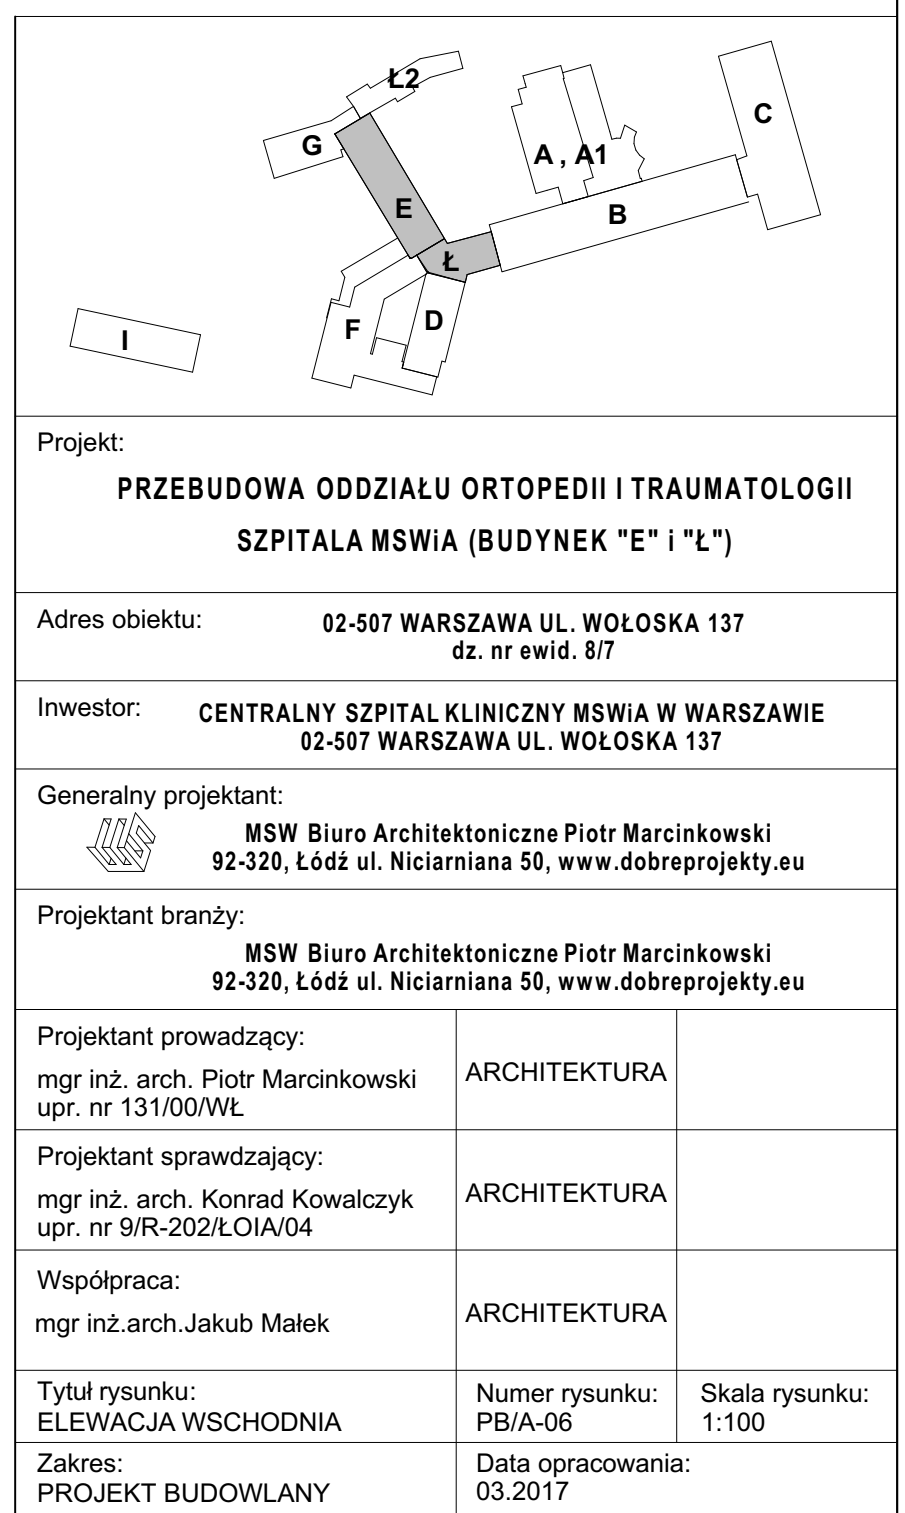 Ł2
C
G
A , A1
E
B
Ł
D
F
I
Projekt:
PRZEBUDOWA ODDZIAŁU ORTOPEDII I TRAUMATOLOGII
SZPITALA MSWiA (BUDYNEK "E" i "Ł")
Adres obiektu:
02-507 WARSZAWA UL. WOŁOSKA 137
dz. nr ewid. 8/7
Inwestor:
CENTRALNY SZPITAL KLINICZNY MSWiA W WARSZAWIE
02-507 WARSZAWA UL. WOŁOSKA 137
Generalny projektant:
MSW Biuro Architektoniczne Piotr Marcinkowski
92-320, Łódź ul. Niciarniana 50, www.dobreprojekty.eu
Projektant branży:
MSW Biuro Architektoniczne Piotr Marcinkowski
92-320, Łódź ul. Niciarniana 50, www.dobreprojekty.eu
Projektant prowadzący:
mgr inż. arch. Piotr Marcinkowski
upr. nr 131/00/WŁ
ARCHITEKTURA
Projektant sprawdzający:
mgr inż. arch. Konrad Kowalczyk
upr. nr 9/R-202/ŁOIA/04
ARCHITEKTURA
Współpraca:
mgr inż.arch.Jakub Małek
ARCHITEKTURA
Tytuł rysunku:
ELEWACJA WSCHODNIA
Numer rysunku:
PB/A-06
Skala rysunku:
1:100
Zakres:
PROJEKT BUDOWLANY
Data opracowania:
03.2017